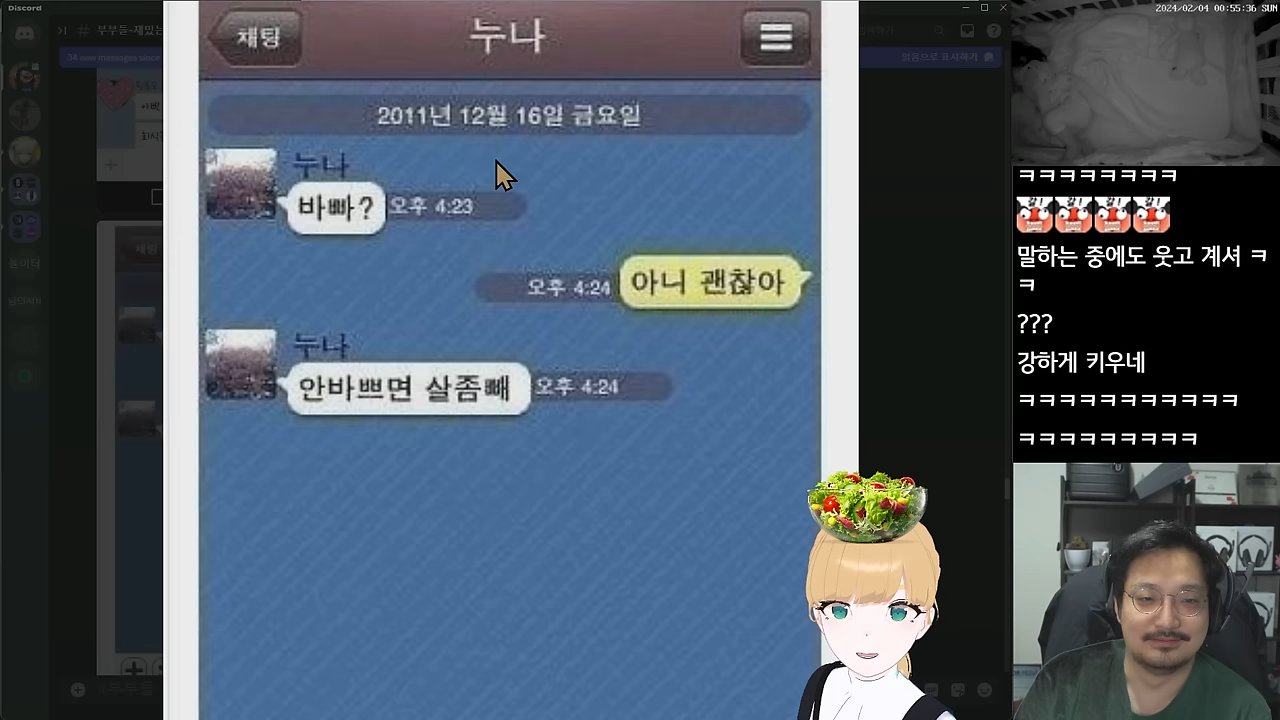 Discord
2024/02/04 00:55:36 SUN
채팅
누나
2011년 12월 16일 금요일
누나
바빠?
오후 4:23
오후 4:24
아니 괜찮아
누나
안바쁘면 살좀빼
오후 4:24
ㅋㅋㅋㅋㅋㅋㅋㅋ
말하는 중에도 웃고 계셔 ㅋ
ㅋ
???
강하게 키우네
ㅋㅋㅋㅋㅋㅋㅋㅋㅋㅋㅋ
ㅋㅋㅋㅋㅋㅋㅋㅋㅋ